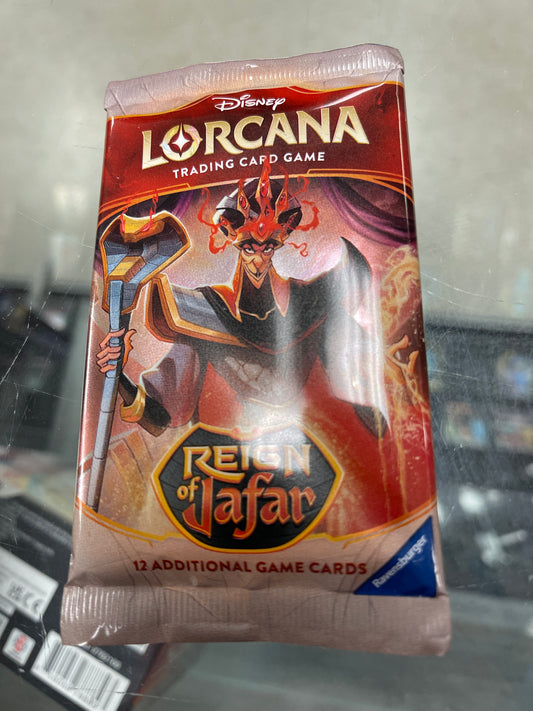 Disney
LORCANA
TRADING CARD GAME
REIGN
of Jafar
12 ADDITIONAL GAME CARDS
Ravensburger